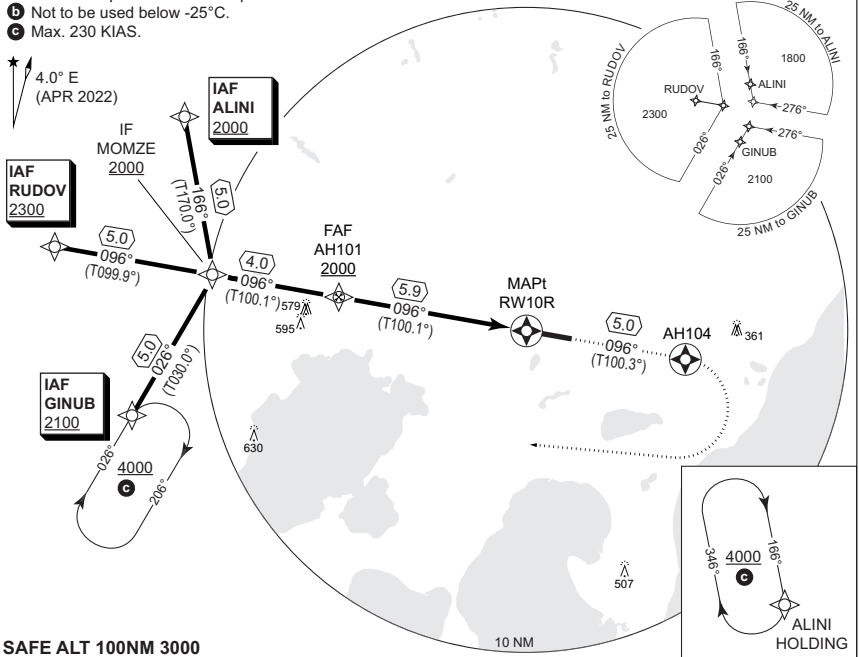 b Not to be used below -25°C.
c Max. 230 KIAS.
4.0° E
(APR 2022)
IAF
ALINI
2000
IF
MOMZE
2000
IAF
RUDOV
2300
5.0
166°
(T170.0°)
5.0
096°
(T099.9°)
4.0
096°
(T100.1°)
579
595
FAF
AH101
2000
5.9
096°
(T100.1°)
MAPt
RW10R
5.0
096°
(T100.3°)
AH104
361
5.0
026°
(T030.0°)
IAF
GINUB
2100
026°
4000
c
206°
630
507
10 NM
25 NM to RUDOV
166°
RUDOV
2300
026°
25 NM to ALINI
166°
1800
ALINI
276°
276°
GINUB
026°
2100
25 NM to GINUB
346°
4000
c
166°
ALINI
HOLDING
SAFE ALT 100NM 3000